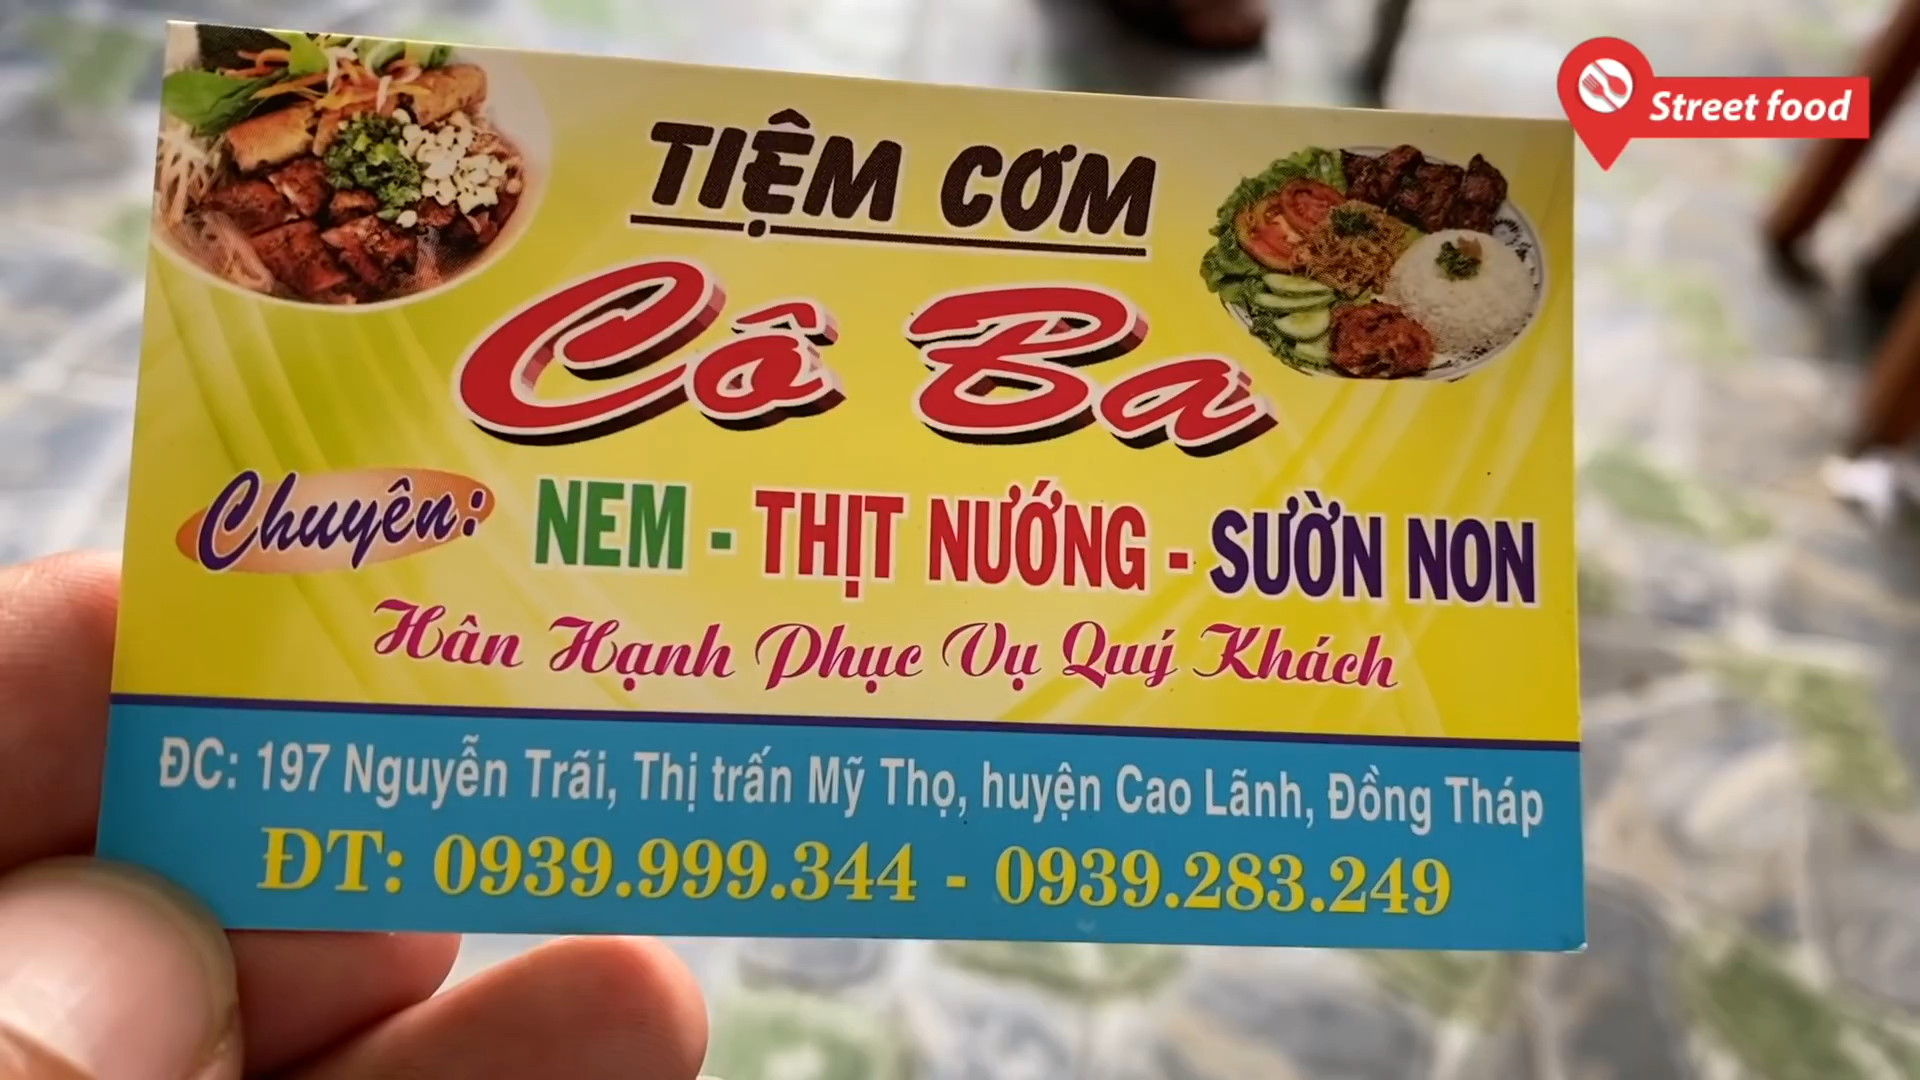 Street food
TIỆM CƠM
Cô Ba
Chuyên: NEM - THỊT NƯỚNG - SƯỜN NON
Hân Hạnh Phục Vụ Quý Khách
ĐC: 197 Nguyễn Trãi, Thị trấn Mỹ Thọ, huyện Cao Lãnh, Đồng Tháp
ĐT: 0939.999.344 - 0939.283.249